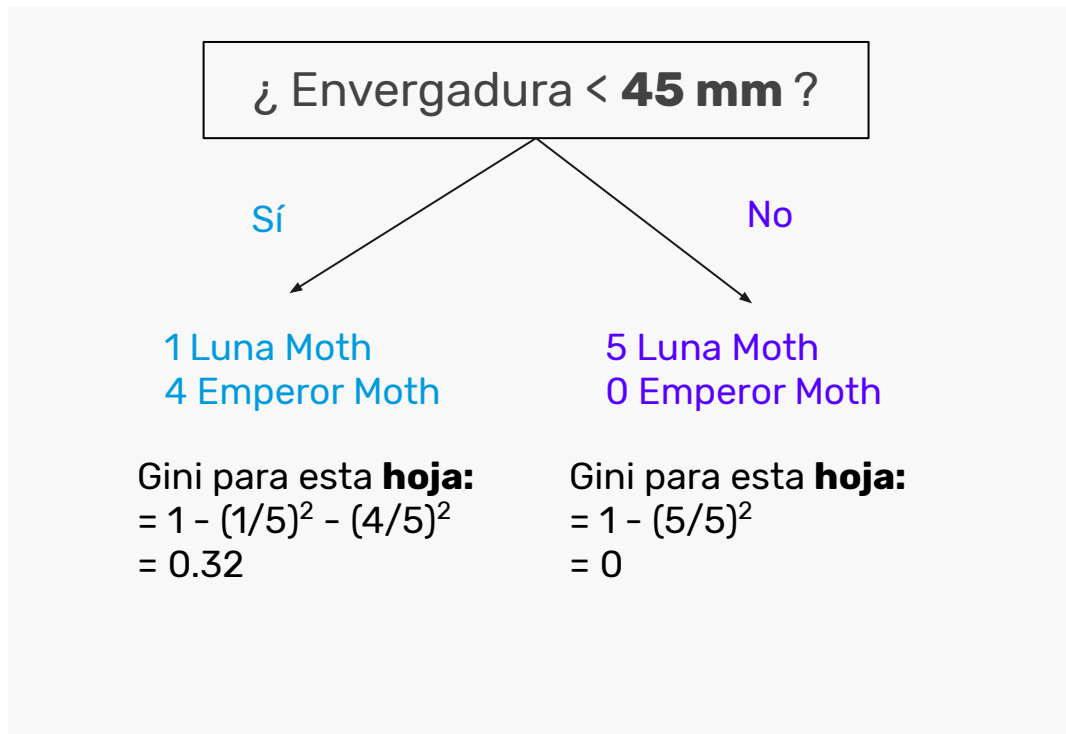 ¿ Envergadura < 45 mm ?
Sí
No
1 Luna Moth
4 Emperor Moth
5 Luna Moth
0 Emperor Moth
Gini para esta hoja:
= 1 - (1/5)² - (4/5)²
= 0.32
Gini para esta hoja:
= 1 - (5/5)²
= 0